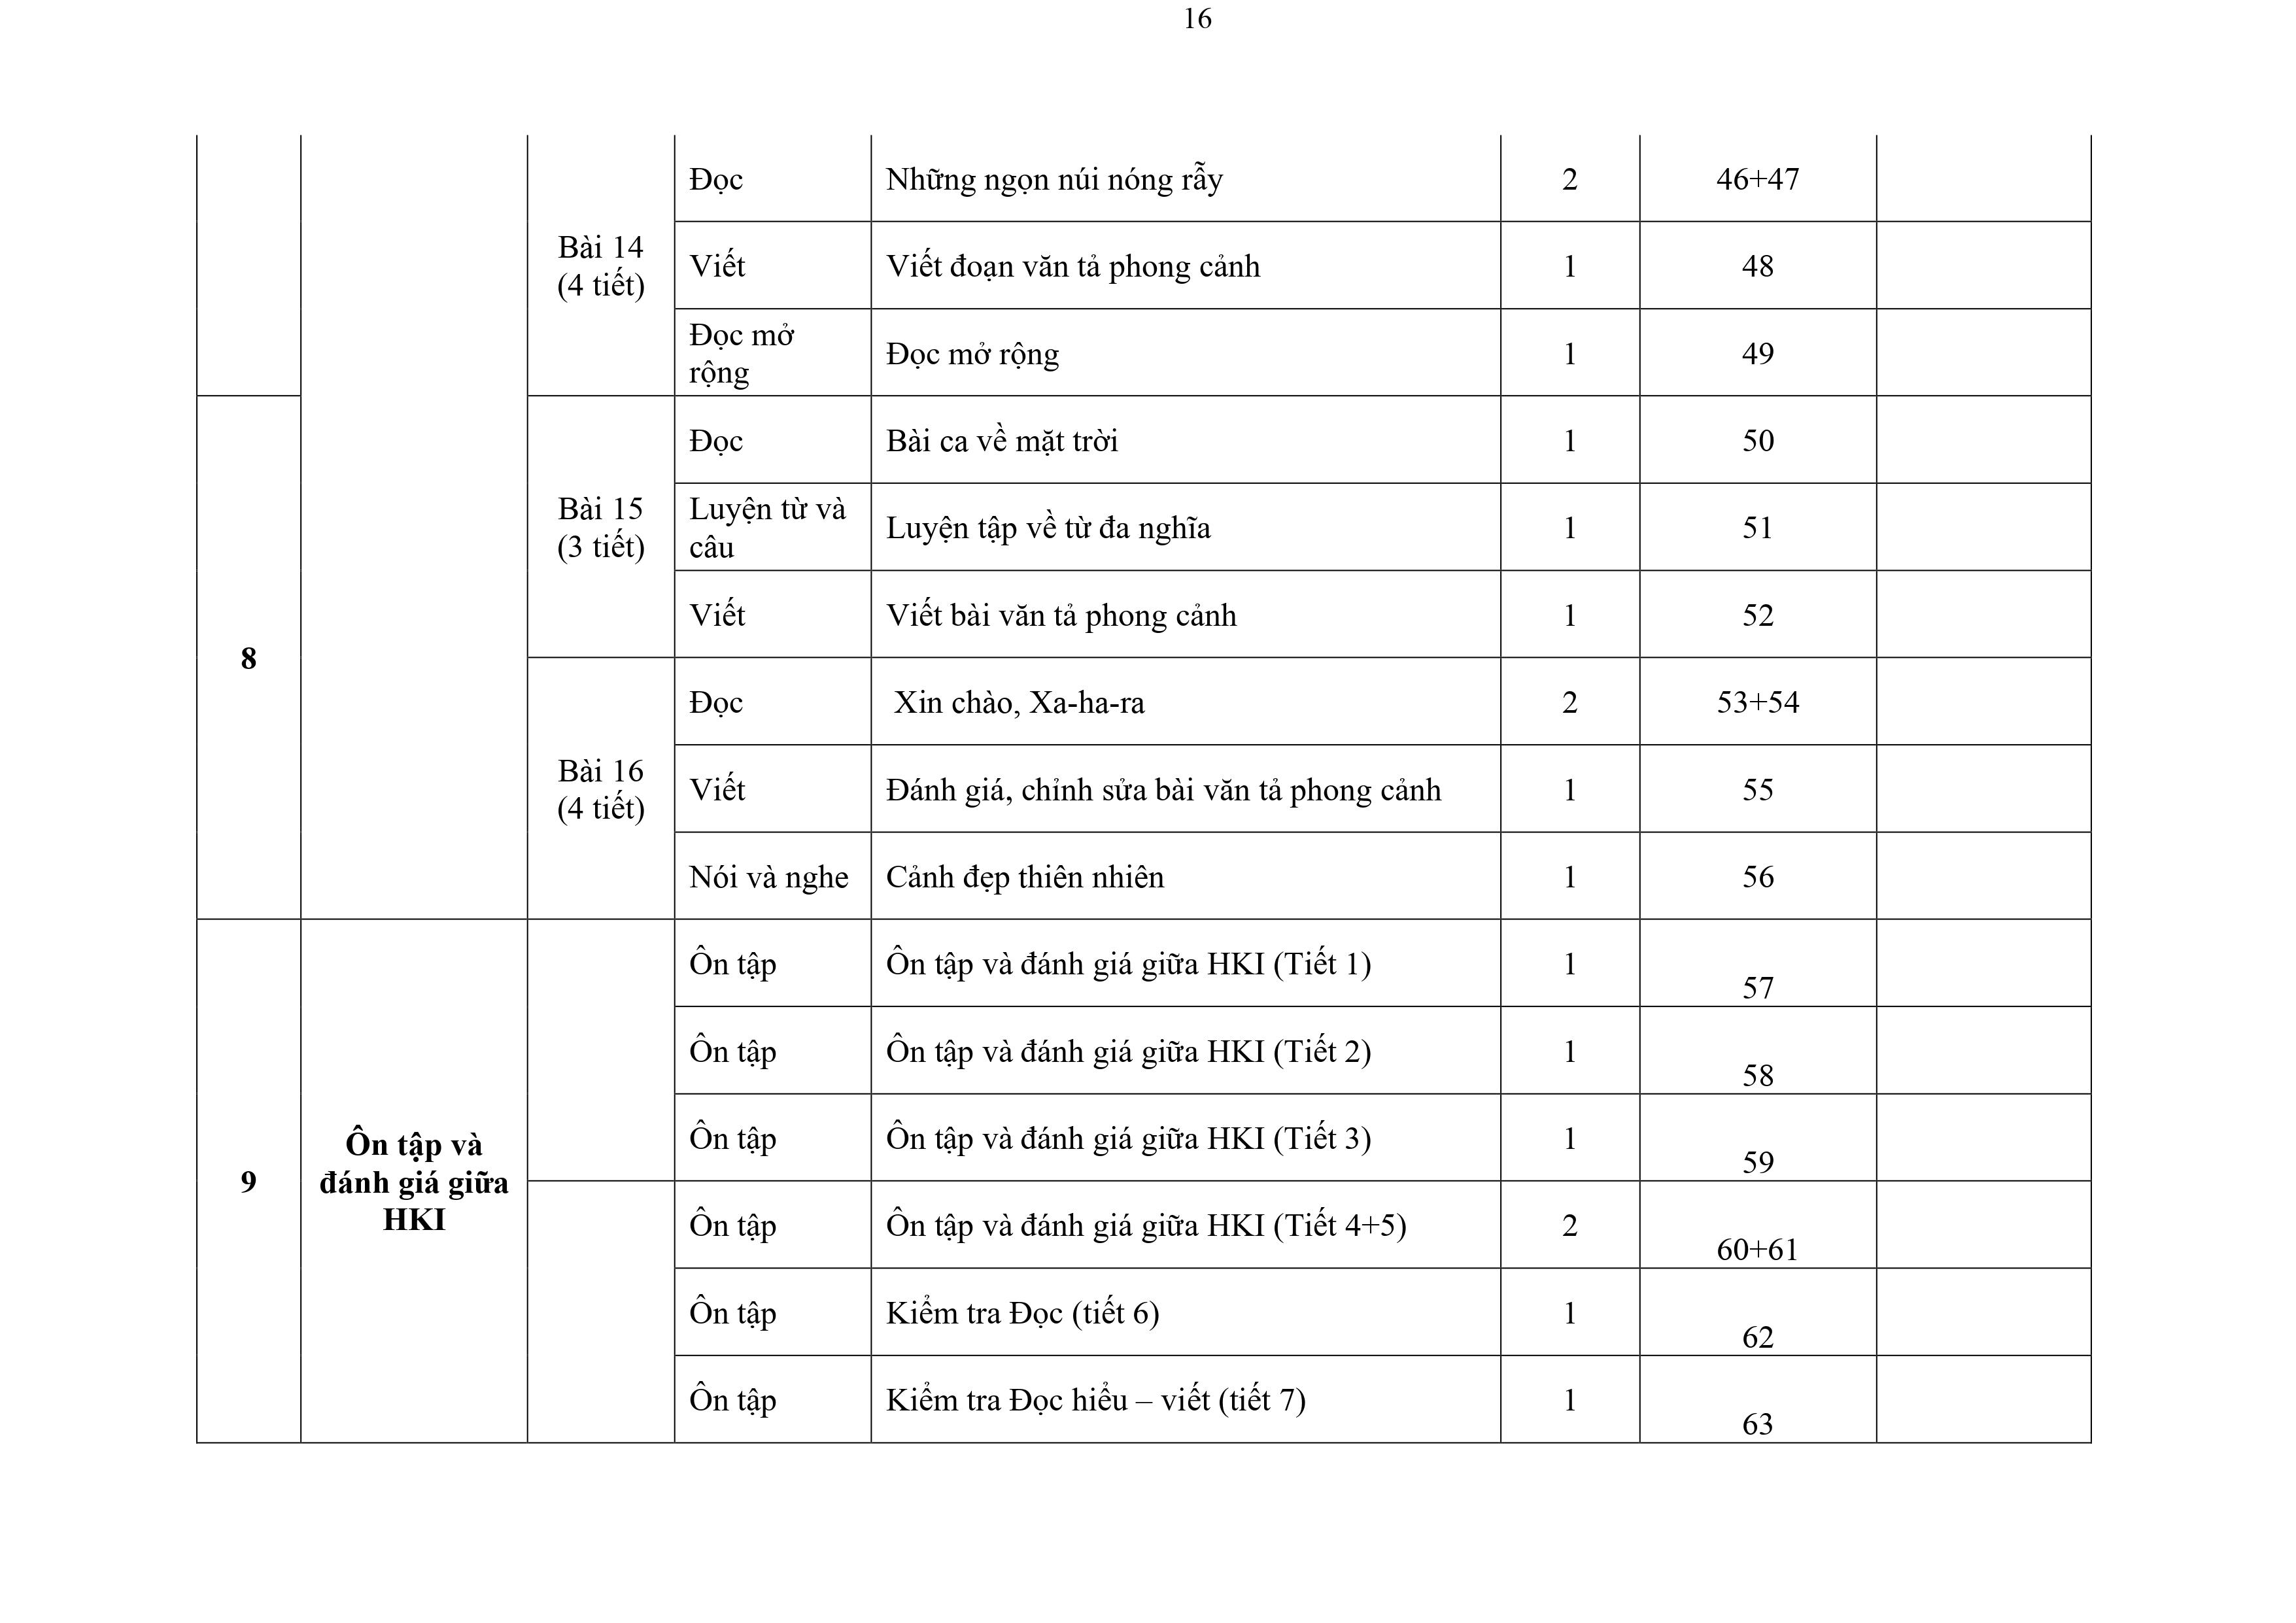 16
Đọc Những ngọn núi nóng rẫy 2 46+47
Bài 14
(4 tiết)
Viết Viết đoạn văn tả phong cảnh 1 48
Đọc mở
rộng
Đọc mở rộng 1 49
8
Bài 15
(3 tiết)
Đọc Bài ca về mặt trời 1 50
Luyện từ và
câu
Luyện tập về từ đa nghĩa 1 51
Viết Viết bài văn tả phong cảnh 1 52
Bài 16
(4 tiết)
Đọc Xin chào, Xa-ha-ra 2 53+54
Viết Đánh giá, chỉnh sửa bài văn tả phong cảnh 1 55
Nói và nghe Cảnh đẹp thiên nhiên 1 56
9
Ôn tập và
đánh giá giữa
HKI
Ôn tập Ôn tập và đánh giá giữa HKI (Tiết 1) 1 57
Ôn tập Ôn tập và đánh giá giữa HKI (Tiết 2) 1 58
Ôn tập Ôn tập và đánh giá giữa HKI (Tiết 3) 1 59
Ôn tập Ôn tập và đánh giá giữa HKI (Tiết 4+5) 2 60+61
Ôn tập Kiểm tra Đọc (tiết 6) 1 62
Ôn tập Kiểm tra Đọc hiểu – viết (tiết 7) 1 63